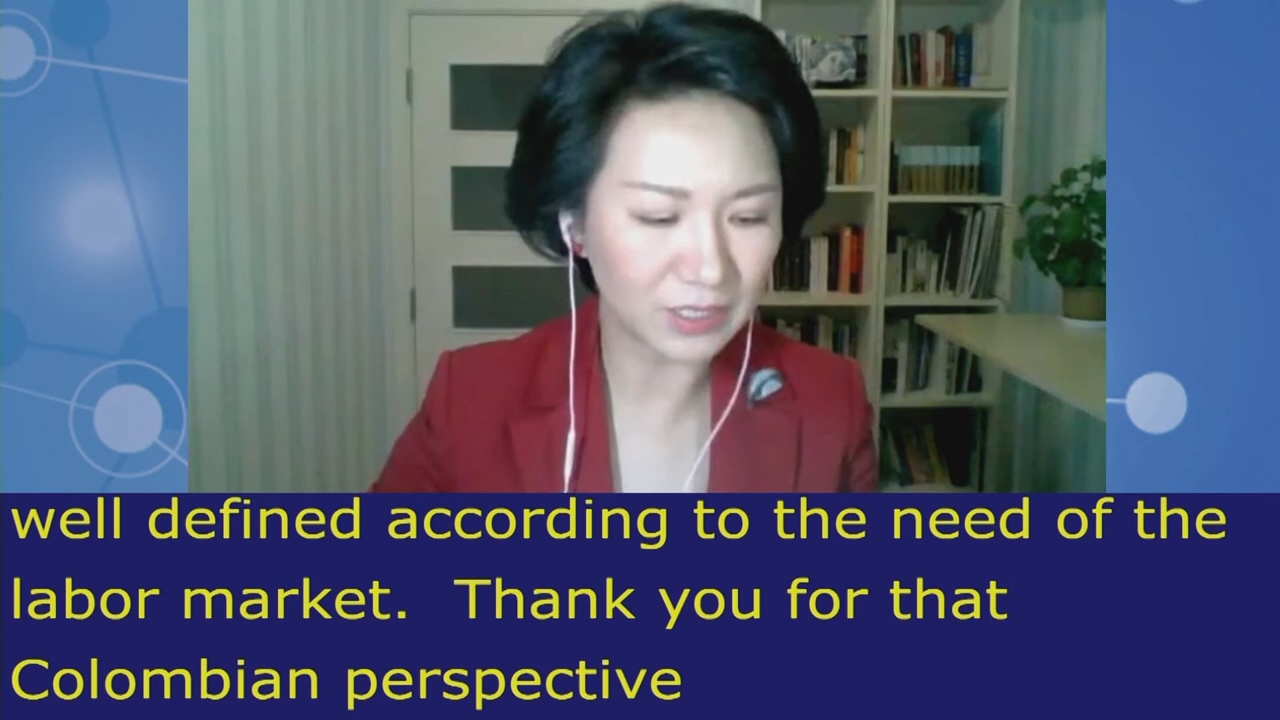 well defined according to the need of the
labor market.  Thank you for that
Colombian perspective